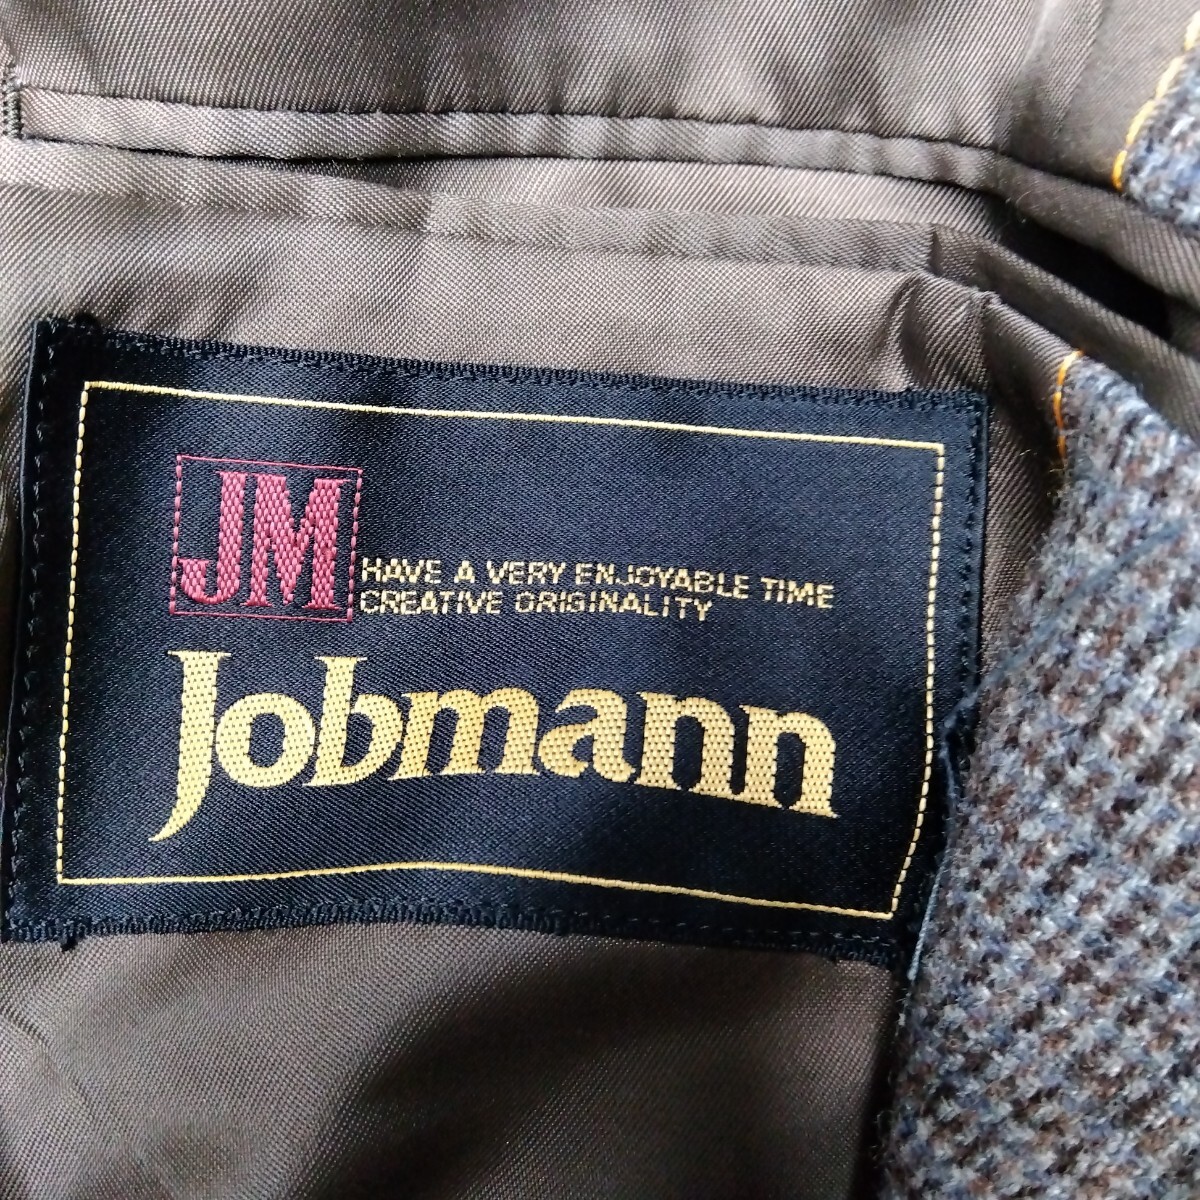 JM
HAVE A VERY ENJOYABLE TIME
CREATIVE ORIGINALITY
Jobmann